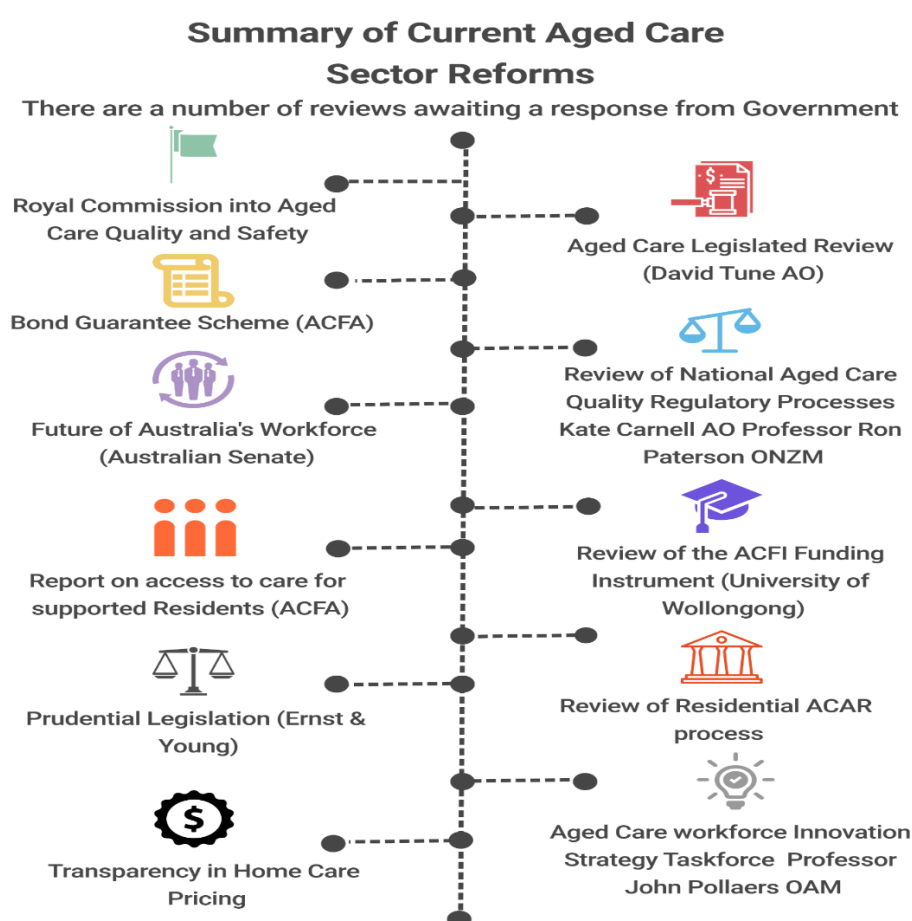 Summary of Current Aged Care
Sector Reforms
There are a number of reviews awaiting a response from Government
Royal Commission into Aged
Care Quality and Safety
$
Aged Care Legislated Review
(David Tune AO)
Bond Guarantee Scheme (ACFA)
Review of National Aged Care
Quality Regulatory Processes
Kate Carnell AO Professor Ron
Paterson ONZM
Future of Australia's Workforce
(Australian Senate)
Review of the ACFI Funding
Instrument (University of
Wollongong)
Report on access to care for
supported Residents (ACFA)
Review of Residential ACAR
process
Prudential Legislation (Ernst &
Young)
Aged Care workforce Innovation
Strategy Taskforce Professor
John Pollaers OAM
$
Transparency in Home Care
Pricing